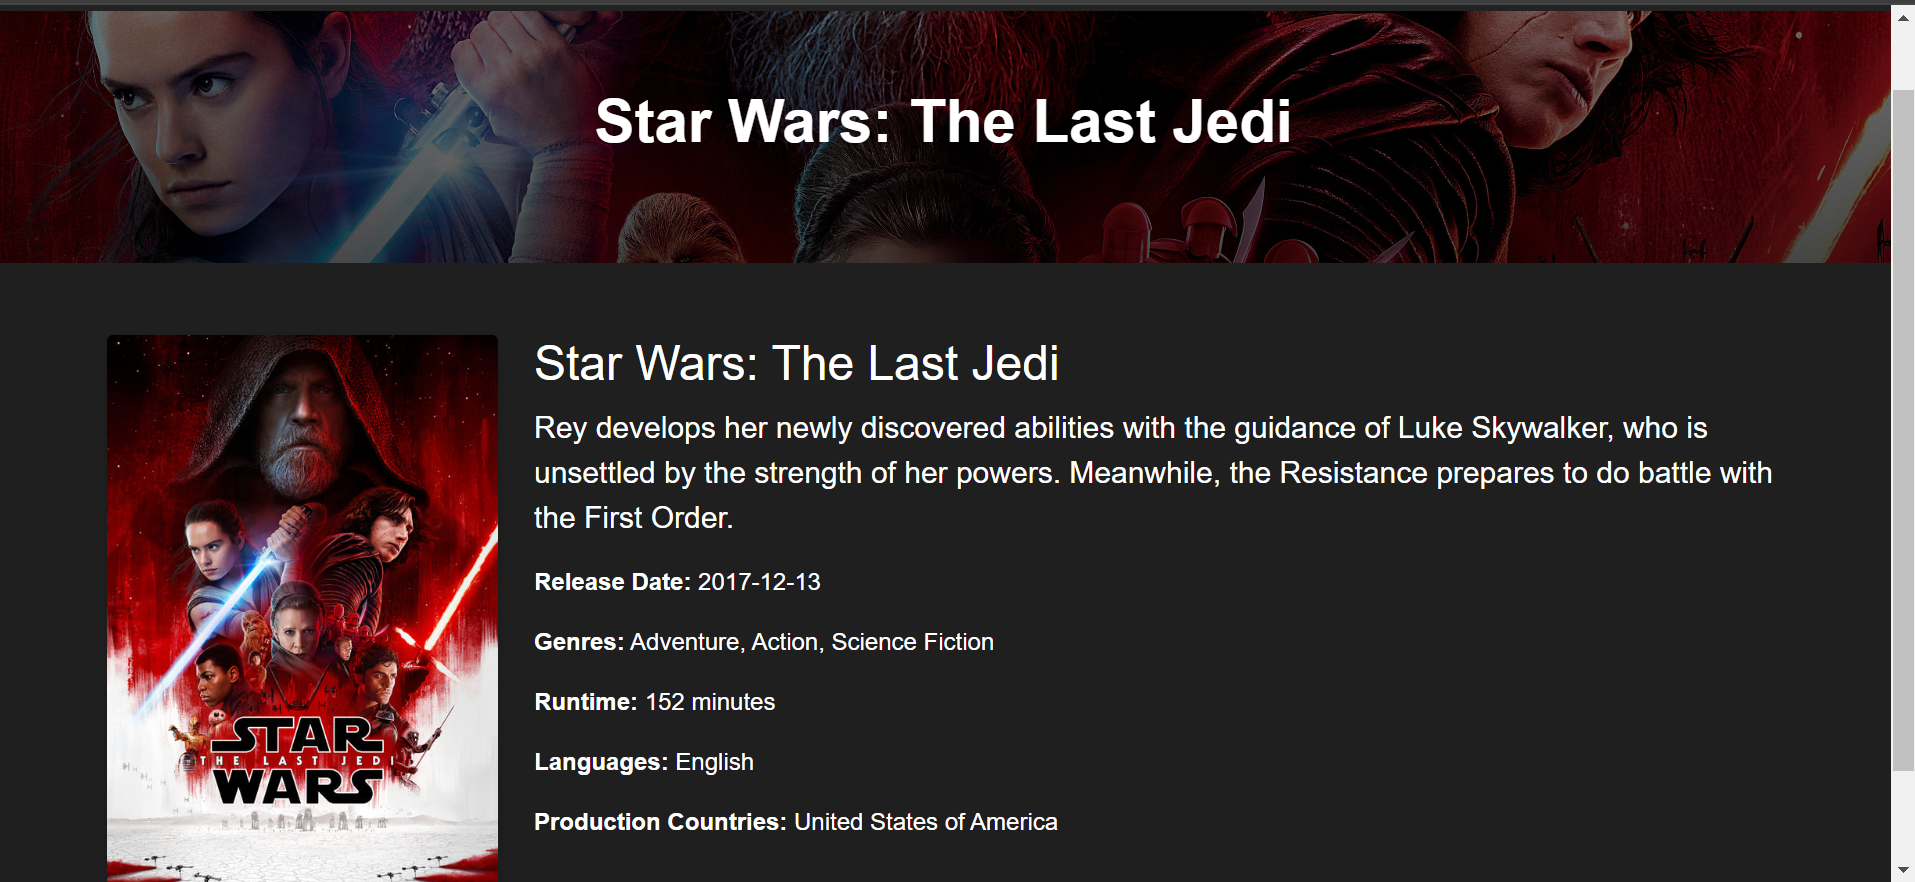 Star Wars: The Last Jedi
Star Wars: The Last Jedi
Rey develops her newly discovered abilities with the guidance of Luke Skywalker, who is
unsettled by the strength of her powers. Meanwhile, the Resistance prepares to do battle with
the First Order.
Release Date: 2017-12-13
Genres: Adventure, Action, Science Fiction
Runtime: 152 minutes
Languages: English
Production Countries: United States of America
STAR
THE LAST JEDI
WARS